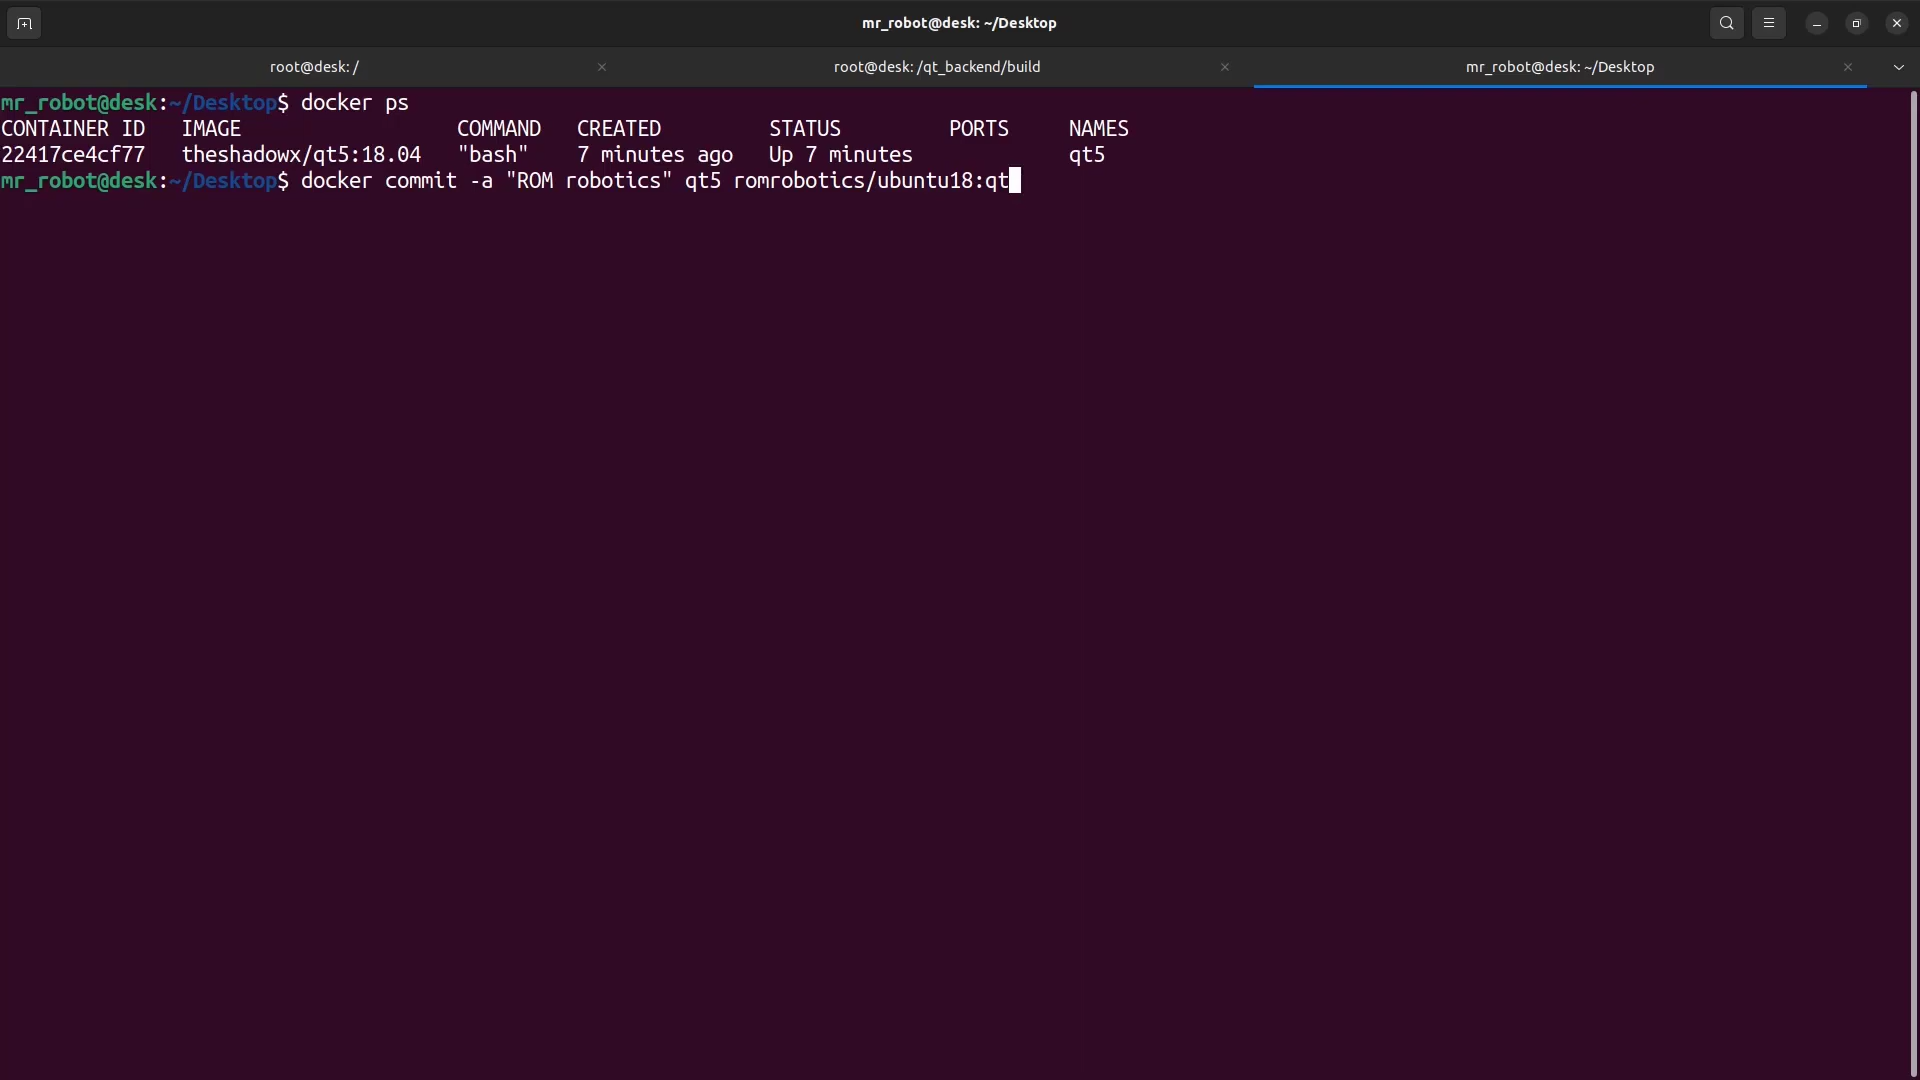 mr_robot@desk: ~/Desktop
root@desk: /
root@desk: /qt_backend/build
mr_robot@desk: ~/Desktop
mr_robot@desk:~/Desktop$ docker ps
CONTAINER ID   IMAGE                  COMMAND   CREATED         STATUS         PORTS     NAMES
22417ce4cf77   theshadowx/qt5:18.04   "bash"    7 minutes ago   Up 7 minutes             qt5
mr_robot@desk:~/Desktop$ docker commit -a "ROM robotics" qt5 romrobotics/ubuntu18:qt